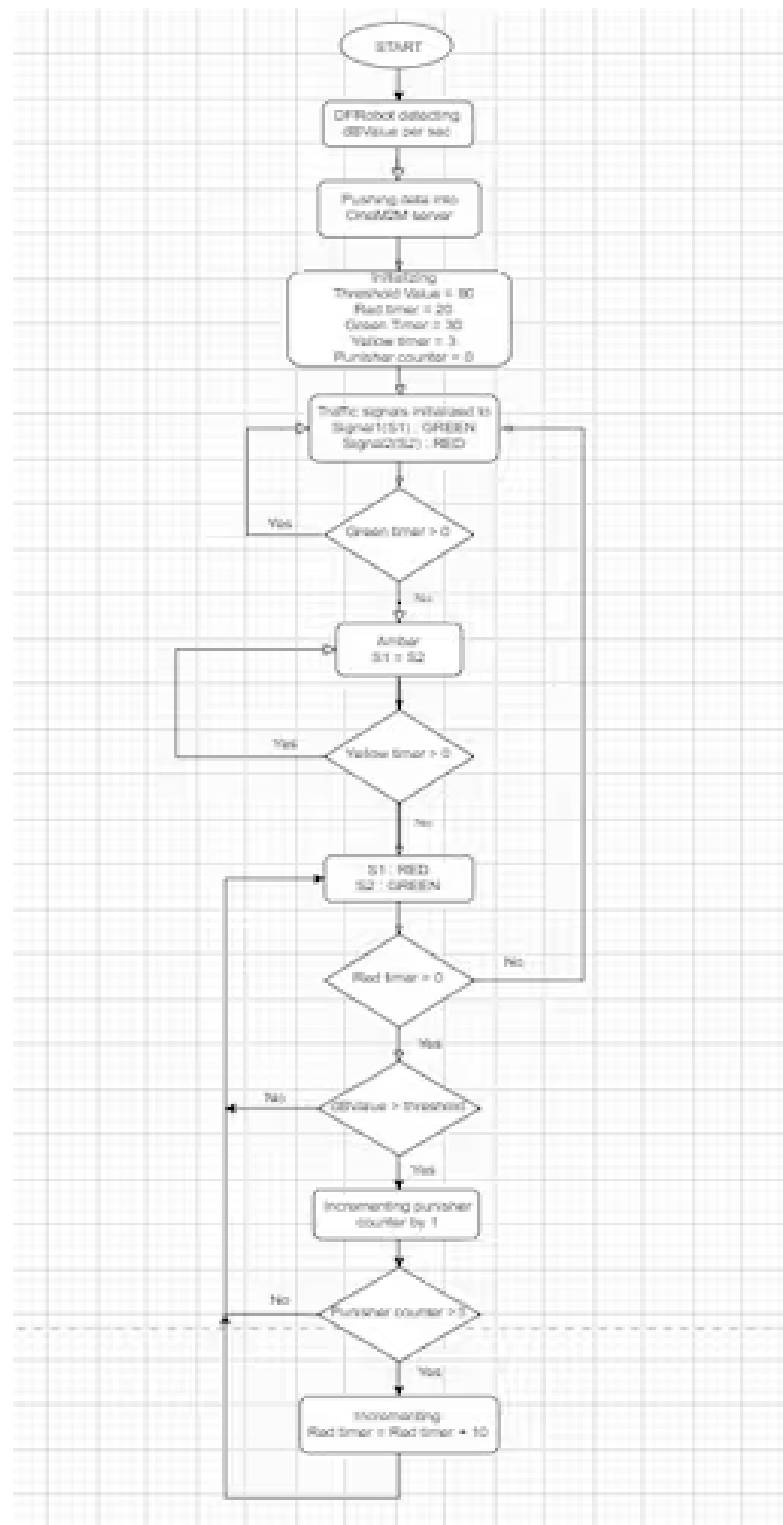 START
DFRobot detecting
dBValue per sec
Pushing data into
OneM2M server
Initializing
Threshold Value = 80
Red timer = 20
Green Timer = 30
Yellow timer = 3
Punisher counter = 0
Traffic signals initialized to
Signal1(S1) : GREEN
Signal2(S2) : RED
Yes
Green timer > 0
No
Amber
S1 = S2
Yes
Yellow timer > 0
No
S1 : RED
S2 : GREEN
Red timer = 0
No
Yes
No
dBValue > threshold
Yes
Incrementing punisher
counter by 1
No
Punisher counter >
Yes
Incrementing
Red timer = Red timer + 10